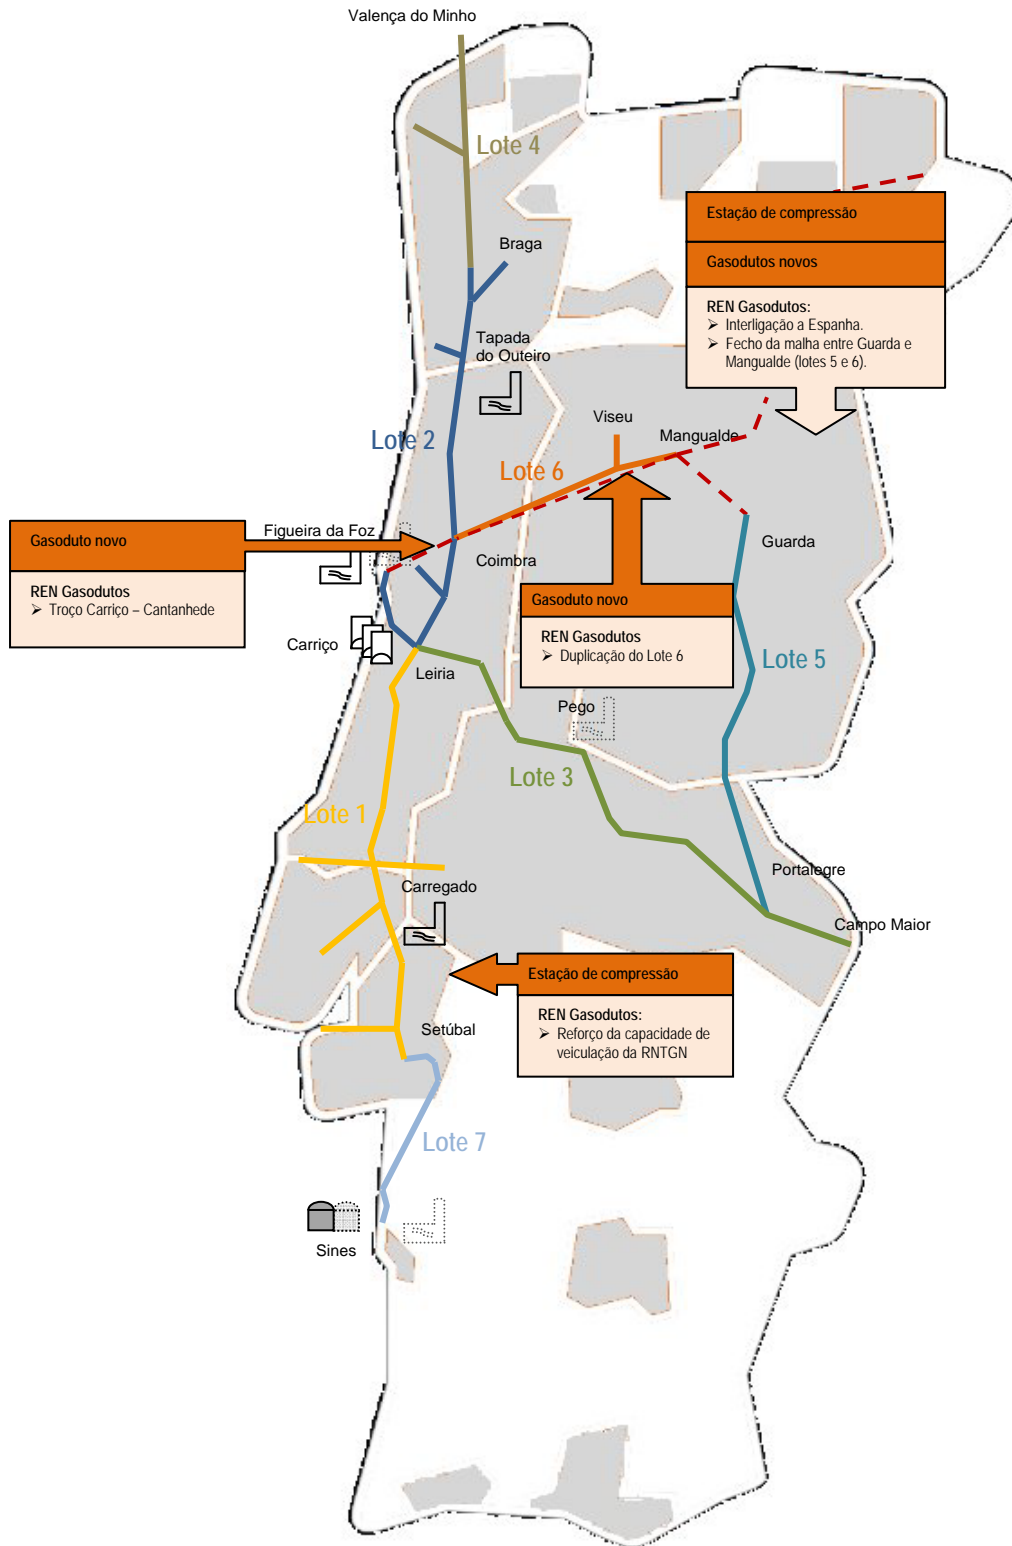 Valença do Minho
Lote 4
Braga
Estação de compressão
Gasodutos novos
REN Gasodutos:
➢ Interligação a Espanha.
➢ Fecho da malha entre Guarda e
Mangualde (lotes 5 e 6).
Tapada
do Outeiro
Lote 2
Viseu
Mangualde
Lote 6
Figueira da Foz
Gasoduto novo
REN Gasodutos
➢ Troço Carriço – Cantanhede
Coimbra
Guarda
Gasoduto novo
REN Gasodutos
➢ Duplicação do Lote 6
Carriço
Leiria
Lote 5
Pego
Lote 3
Lote 1
Portalegre
Carregado
Campo Maior
Estação de compressão
REN Gasodutos:
➢ Reforço da capacidade de
veiculação da RNTGN
Setúbal
Lote 7
Sines